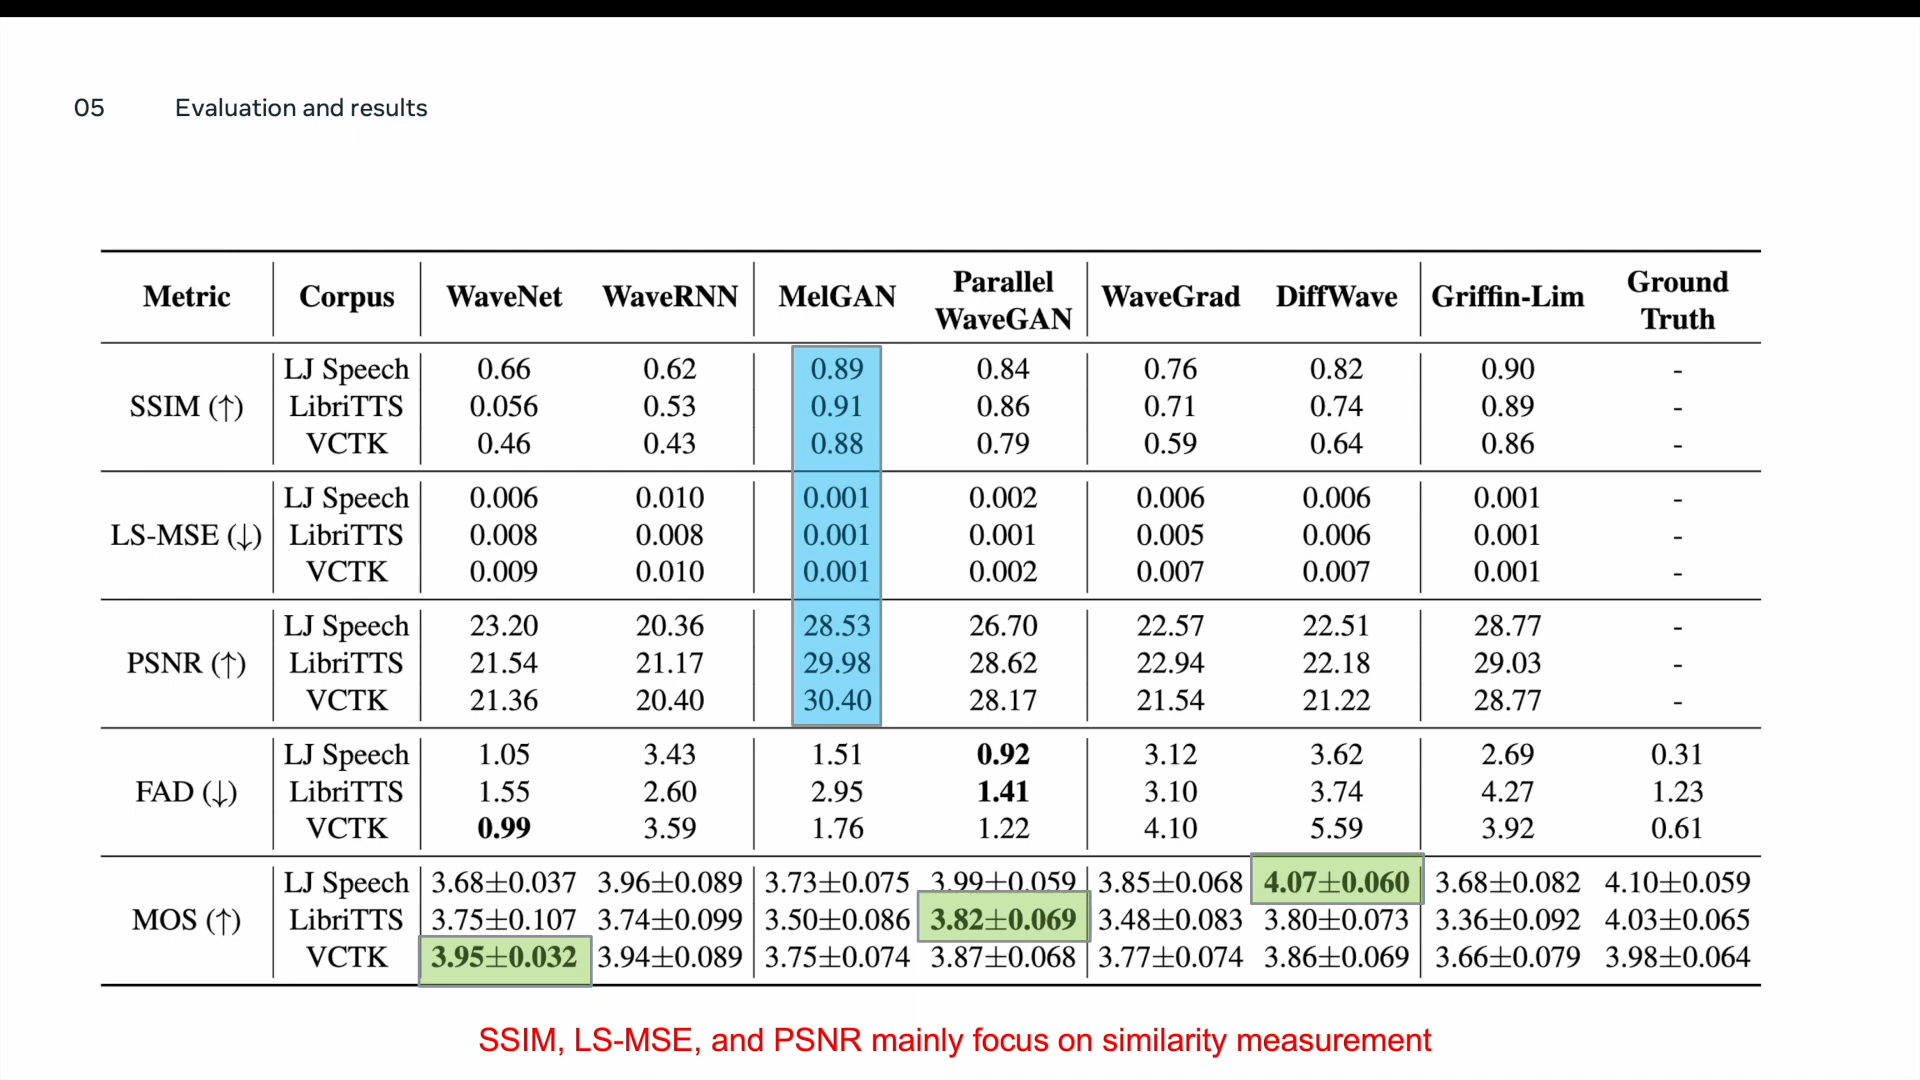 05 Evaluation and results
Metric Corpus WaveNet WaveRNN MelGAN Parallel WaveGAN WaveGrad DiffWave Griffin-Lim Ground Truth
SSIM (↑) LJ Speech 0.66 0.62 0.89 0.84 0.76 0.82 0.90 -
LibriTTS 0.056 0.53 0.91 0.86 0.71 0.74 0.89 -
VCTK 0.46 0.43 0.88 0.79 0.59 0.64 0.86 -
LS-MSE (↓) LJ Speech 0.006 0.010 0.001 0.002 0.006 0.006 0.001 -
LibriTTS 0.008 0.008 0.001 0.001 0.005 0.006 0.001 -
VCTK 0.009 0.010 0.001 0.002 0.007 0.007 0.001 -
PSNR (↑) LJ Speech 23.20 20.36 28.53 26.70 22.57 22.51 28.77 -
LibriTTS 21.54 21.17 29.98 28.62 22.94 22.18 29.03 -
VCTK 21.36 20.40 30.40 28.17 21.54 21.22 28.77 -
FAD (↓) LJ Speech 1.05 3.43 1.51 0.92 3.12 3.62 2.69 0.31
LibriTTS 1.55 2.60 2.95 1.41 3.10 3.74 4.27 1.23
VCTK 0.99 3.59 1.76 1.22 4.10 5.59 3.92 0.61
MOS (↑) LJ Speech 3.68±0.037 3.96±0.089 3.73±0.075 3.99±0.059 3.85±0.068 4.07±0.060 3.68±0.082 4.10±0.059
LibriTTS 3.75±0.107 3.74±0.099 3.50±0.086 3.82±0.069 3.48±0.083 3.80±0.073 3.36±0.092 4.03±0.065
VCTK 3.95±0.032 3.94±0.089 3.75±0.074 3.87±0.068 3.77±0.074 3.86±0.069 3.66±0.079 3.98±0.064
SSIM, LS-MSE, and PSNR mainly focus on similarity measurement